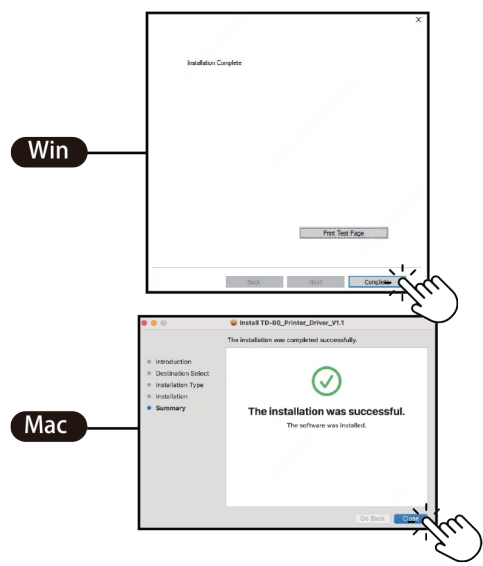 X
Installation Complete
Win
Print Test Page
Back
Next
Complete
Install TD-80_Printer_Driver_V1.1
The installation was completed successfully.
Introduction
Destination Select
Installation Type
Installation
Summary
The installation was successful.
The software was installed.
Mac
Go Back
Close